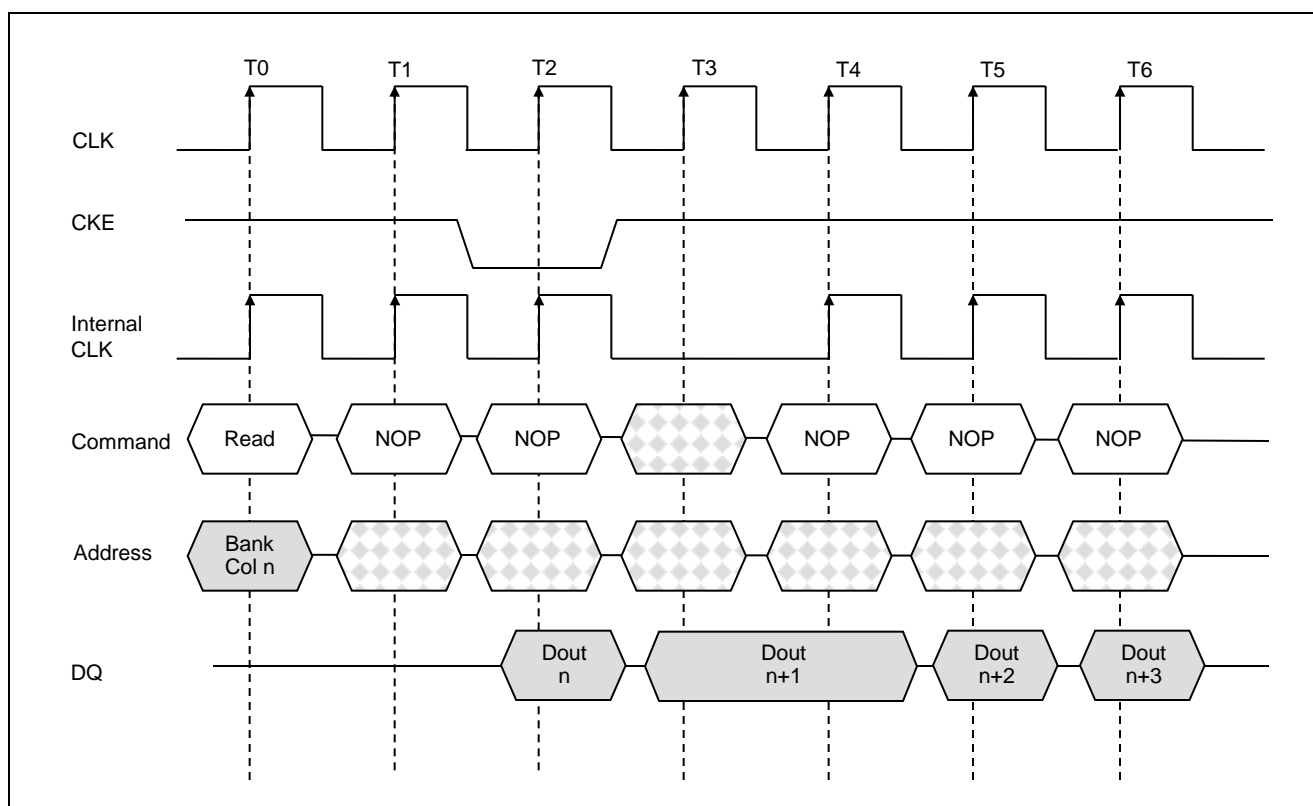 T0 T1 T2 T3 T4 T5 T6
CLK
CKE
Internal
CLK
Command Read NOP NOP NOP NOP NOP
Address Bank
Col n
DQ Dout Dout Dout Dout
n n+1 n+2 n+3